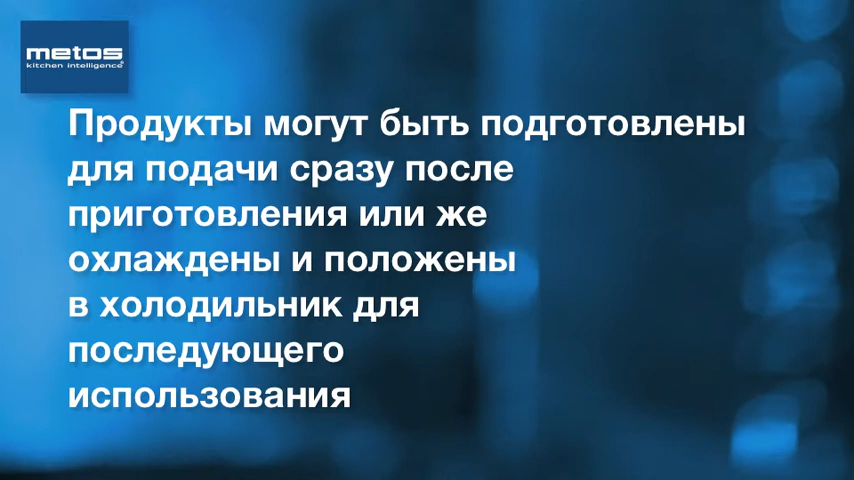 metos
kitchen intelligence®
Продукты могут быть подготовлены
для подачи сразу после
приготовления или же
охлаждены и положены
в холодильник для
последующего
использования